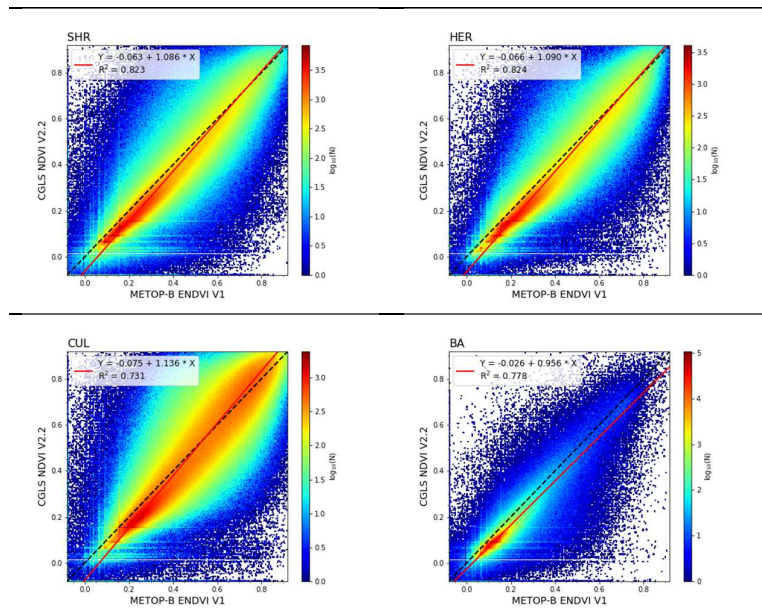 SHR
Y = -0.063 + 1.086 * X
R² = 0.823
CGLS NDVI V2.2
0.8
0.6
0.4
0.2
0.0
0.0 0.2 0.4 0.6 0.8
METOP-B ENDVI V1
3.5
3.0
2.5
2.0
1.5
1.0
0.5
0.0
log₁₀(N)
HER
Y = -0.066 + 1.090 * X
R² = 0.824
CGLS NDVI V2.2
0.8
0.6
0.4
0.2
0.0
0.0 0.2 0.4 0.6 0.8
METOP-B ENDVI V1
3.5
3.0
2.5
2.0
1.5
1.0
0.5
0.0
log₁₀(N)
CUL
Y = -0.075 + 1.136 * X
R² = 0.731
CGLS NDVI V2.2
0.8
0.6
0.4
0.2
0.0
0.0 0.2 0.4 0.6 0.8
METOP-B ENDVI V1
3.0
2.5
2.0
1.5
1.0
0.5
0.0
log₁₀(N)
BA
Y = -0.026 + 0.956 * X
R² = 0.778
CGLS NDVI V2.2
0.8
0.6
0.4
0.2
0.0
0.0 0.2 0.4 0.6 0.8
METOP-B ENDVI V1
5
4
3
2
1
0
log₁₀(N)